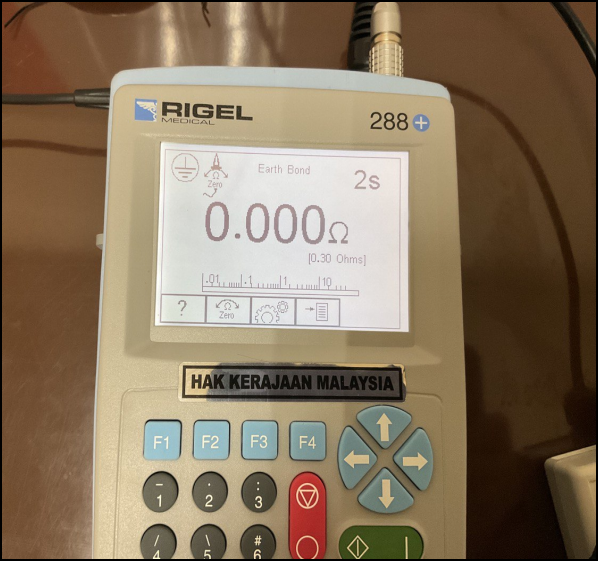 RIGEL
MEDICAL
288+
Earth Bond
2s
Zero
0.000Ω
[0.30 Ohms]
.01 .1 1 10
?
Zero
HAK KERAJAAN MALAYSIA
F1 F2 F3 F4
- 1
. 2
: 3
/ 4
\ 5
# 6